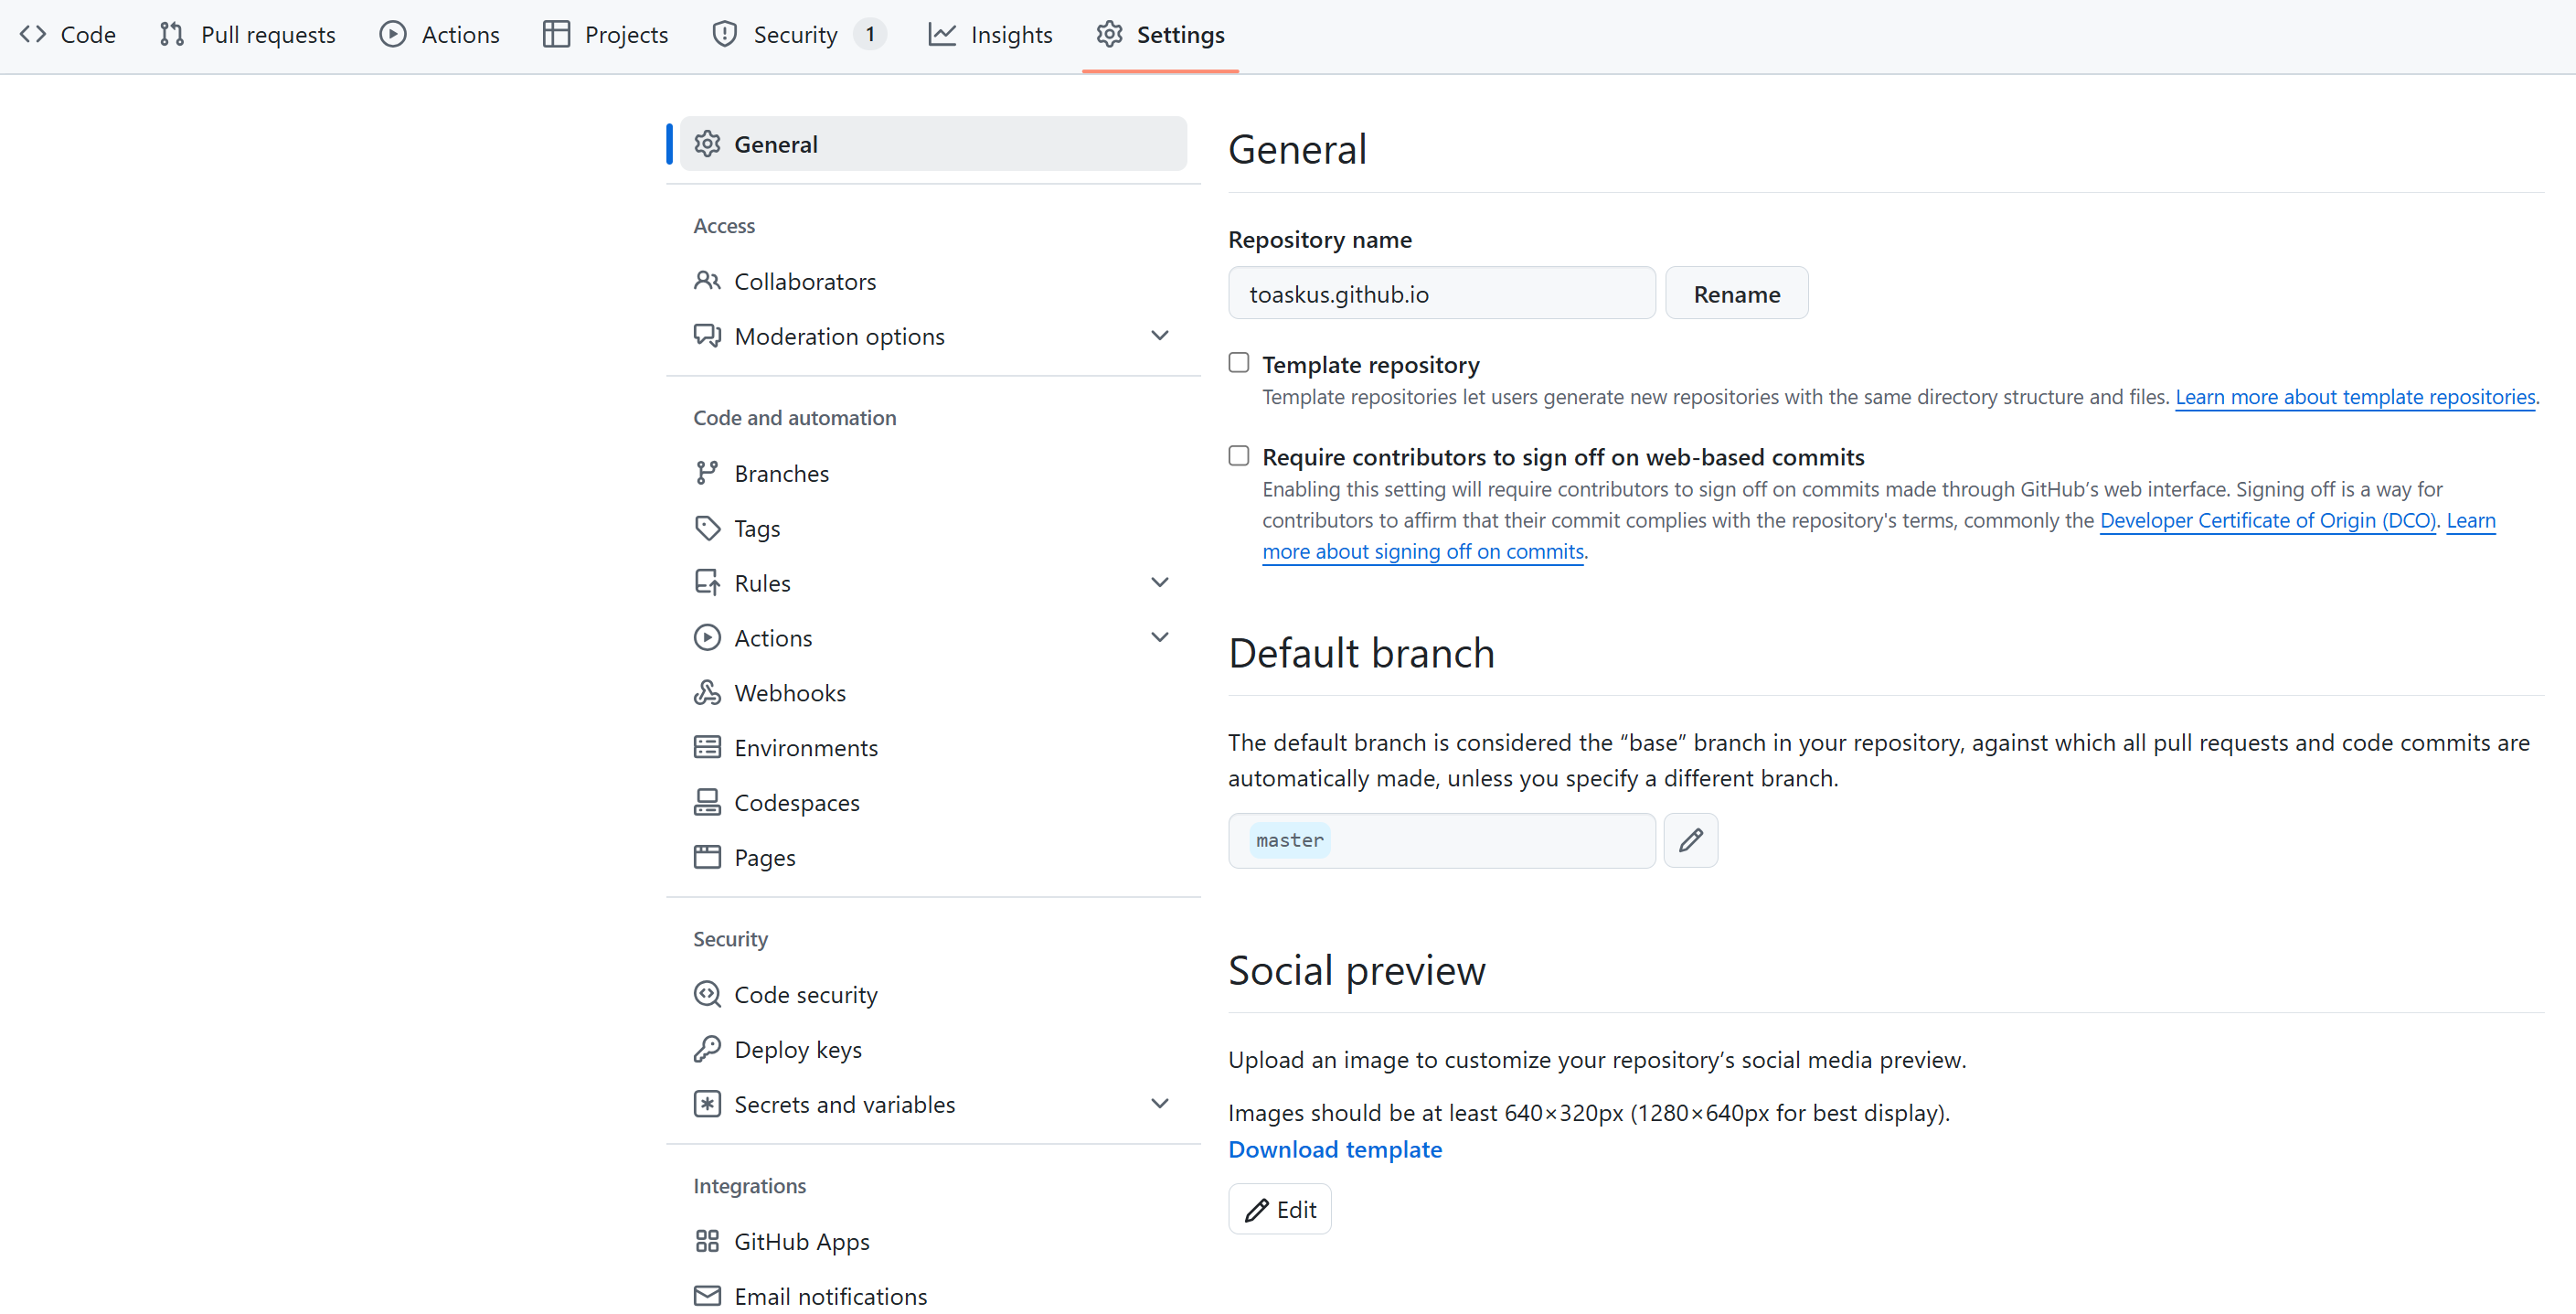 Code Pull requests Actions Projects Security 1 Insights Settings
General
Access
Collaborators
Moderation options
Code and automation
Branches
Tags
Rules
Actions
Webhooks
Environments
Codespaces
Pages
Security
Code security
Deploy keys
Secrets and variables
Integrations
GitHub Apps
Email notifications
General
Repository name
toaskus.github.io Rename
Template repository
Template repositories let users generate new repositories with the same directory structure and files. Learn more about template repositories.
Require contributors to sign off on web-based commits
Enabling this setting will require contributors to sign off on commits made through GitHub’s web interface. Signing off is a way for
contributors to affirm that their commit complies with the repository's terms, commonly the Developer Certificate of Origin (DCO). Learn
more about signing off on commits.
Default branch
The default branch is considered the “base” branch in your repository, against which all pull requests and code commits are
automatically made, unless you specify a different branch.
master
Social preview
Upload an image to customize your repository’s social media preview.
Images should be at least 640×320px (1280×640px for best display).
Download template
Edit